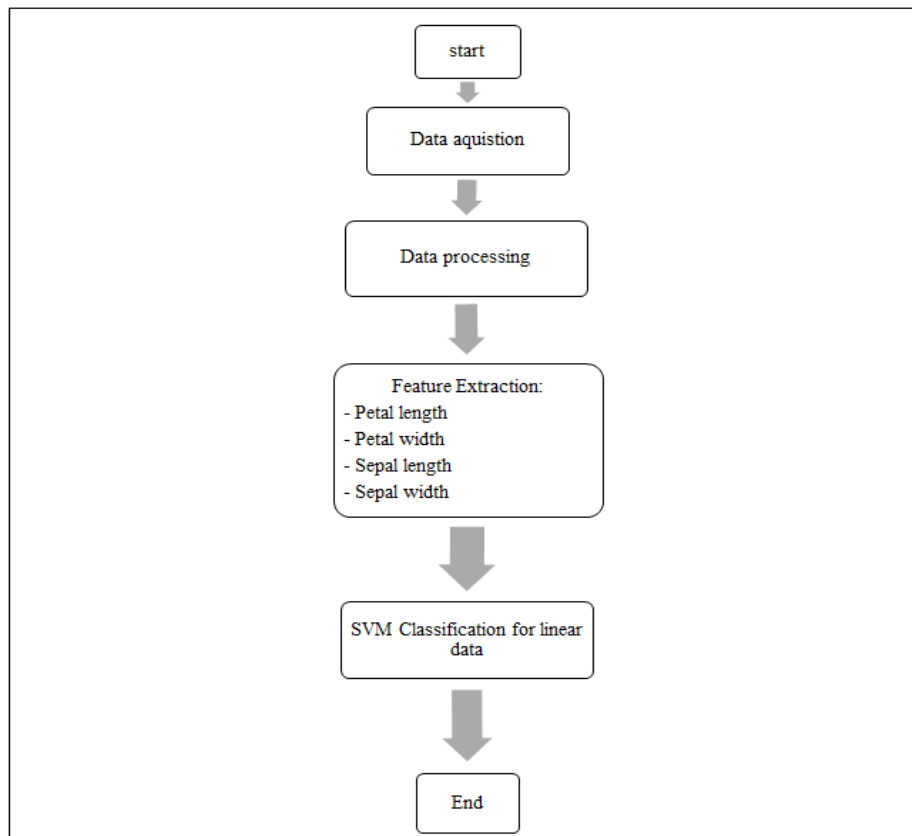 start
Data aquistion
Data processing
Feature Extraction:
- Petal length
- Petal width
- Sepal length
- Sepal width
SVM Classification for linear
data
End